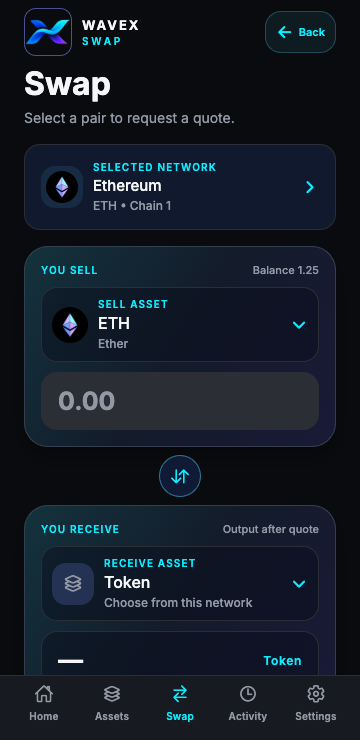 WAVEX
SWAP
Back
Swap
Select a pair to request a quote.
SELECTED NETWORK
Ethereum
ETH • Chain 1
YOU SELL
Balance 1.25
SELL ASSET
ETH
Ether
0.00
YOU RECEIVE
Output after quote
RECEIVE ASSET
Token
Choose from this network
—
Token
Home
Assets
Swap
Activity
Settings